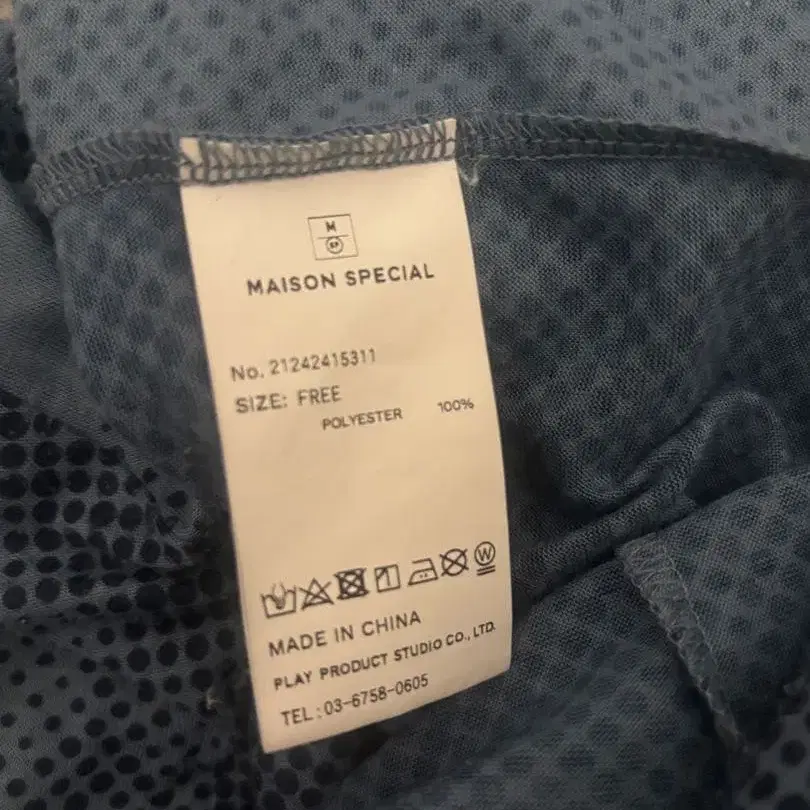 M
SP
MAISON SPECIAL
No. 21242415311
SIZE: FREE
POLYESTER 100%
W
MADE IN CHINA
PLAY PRODUCT STUDIO CO., LTD.
TEL:03-6758-0605